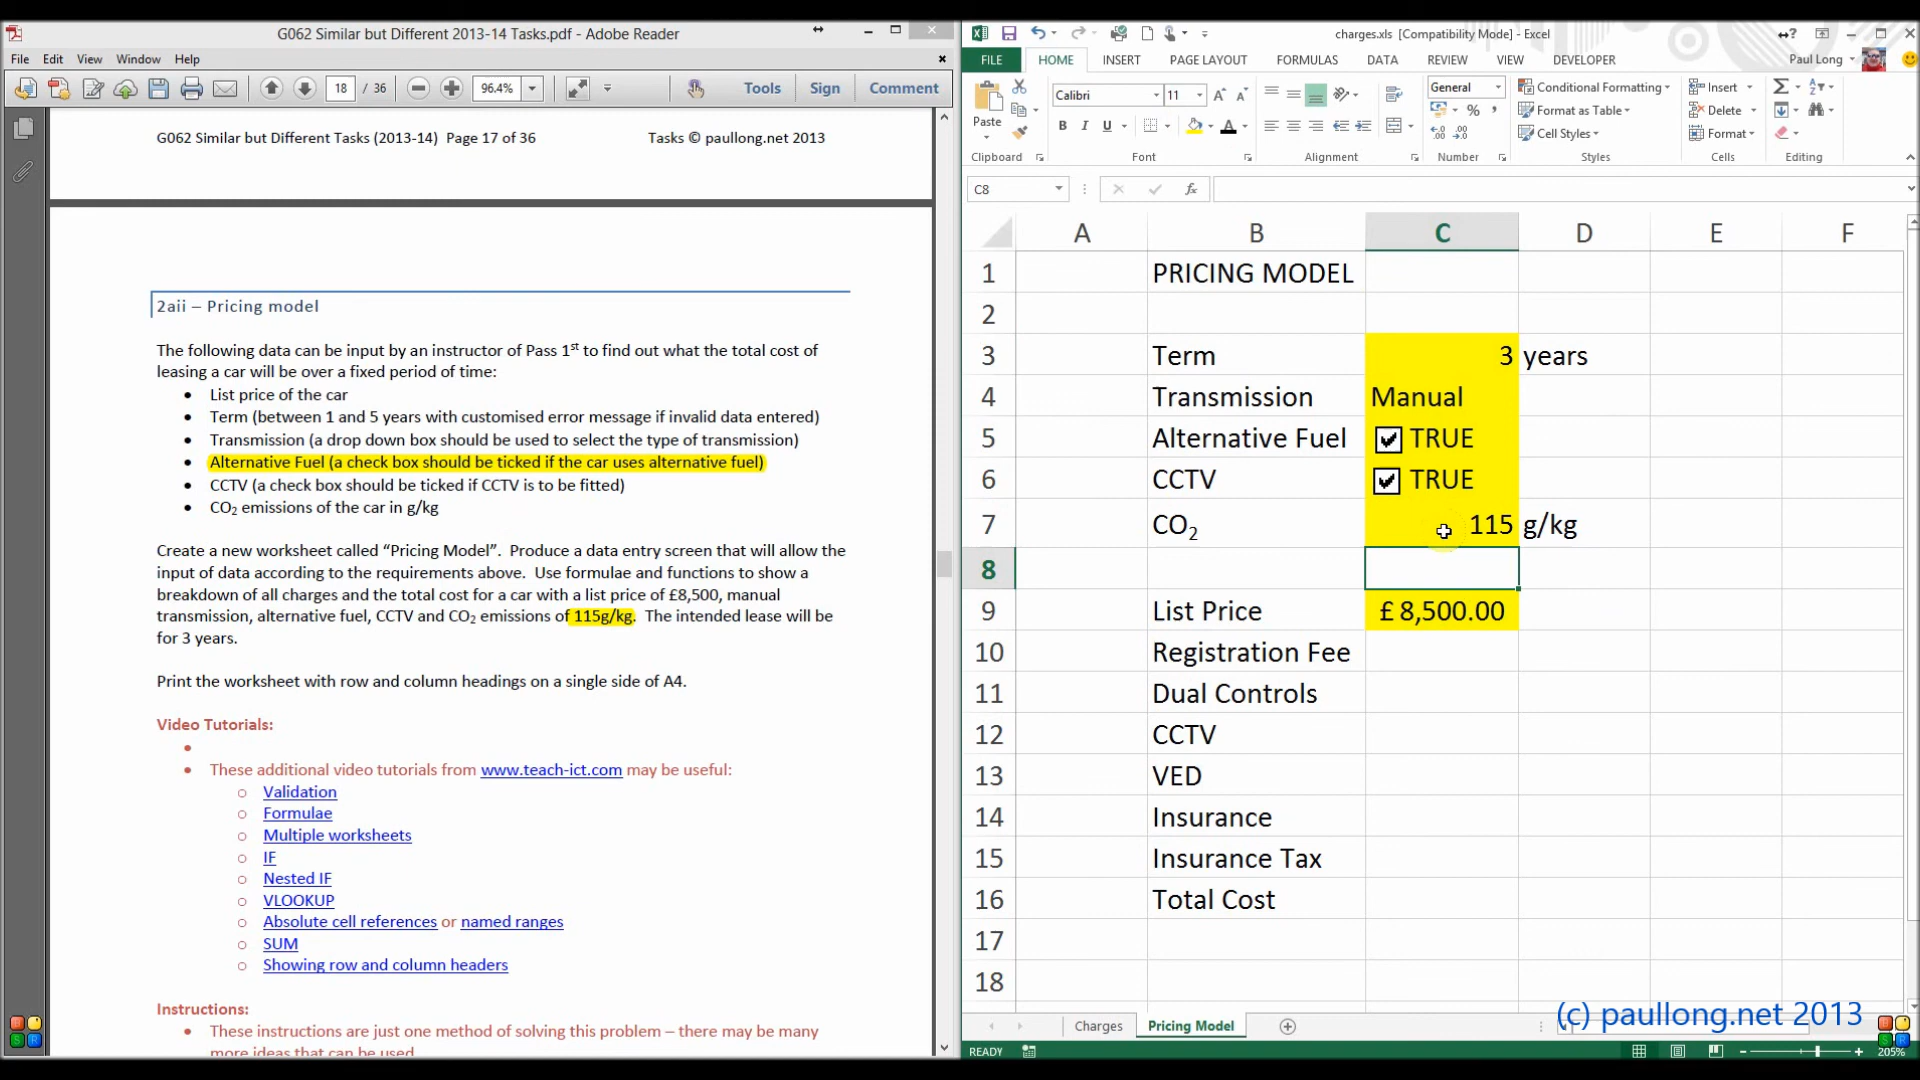 G062 Similar but Different 2013-14 Tasks.pdf - Adobe Reader
File Edit View Window Help
18 / 36 96.4% Tools Sign Comment
G062 Similar but Different Tasks (2013-14) Page 17 of 36 Tasks © paullong.net 2013
2aii – Pricing model
The following data can be input by an instructor of Pass 1st to find out what the total cost of
leasing a car will be over a fixed period of time:
• List price of the car
• Term (between 1 and 5 years with customised error message if invalid data entered)
• Transmission (a drop down box should be used to select the type of transmission)
• Alternative Fuel (a check box should be ticked if the car uses alternative fuel)
• CCTV (a check box should be ticked if CCTV is to be fitted)
• CO2 emissions of the car in g/kg
Create a new worksheet called “Pricing Model”. Produce a data entry screen that will allow the
input of data according to the requirements above. Use formulae and functions to show a
breakdown of all charges and the total cost for a car with a list price of £8,500, manual
transmission, alternative fuel, CCTV and CO2 emissions of 115g/kg. The intended lease will be
for 3 years.
Print the worksheet with row and column headings on a single side of A4.
Video Tutorials:
•
• These additional video tutorials from www.teach-ict.com may be useful:
o Validation
o Formulae
o Multiple worksheets
o IF
o Nested IF
o VLOOKUP
o Absolute cell references or named ranges
o SUM
o Showing row and column headers
Instructions:
• These instructions are just one method of solving this problem – there may be many
more ideas that can be used
charges.xls [Compatibility Mode] - Excel
FILE HOME INSERT PAGE LAYOUT FORMULAS DATA REVIEW VIEW DEVELOPER Paul Long
Paste Calibri 11 General Conditional Formatting Insert
B I U Format as Table Delete
Cell Styles Format
Clipboard Font Alignment Number Styles Cells Editing
C8 fx
A B C D E F
1 PRICING MODEL
2
3 Term 3 years
4 Transmission Manual
5 Alternative Fuel TRUE
6 CCTV TRUE
7 CO2 115 g/kg
8
9 List Price £ 8,500.00
10 Registration Fee
11 Dual Controls
12 CCTV
13 VED
14 Insurance
15 Insurance Tax
16 Total Cost
17
18
(c) paullong.net 2013
Charges Pricing Model
READY 205%